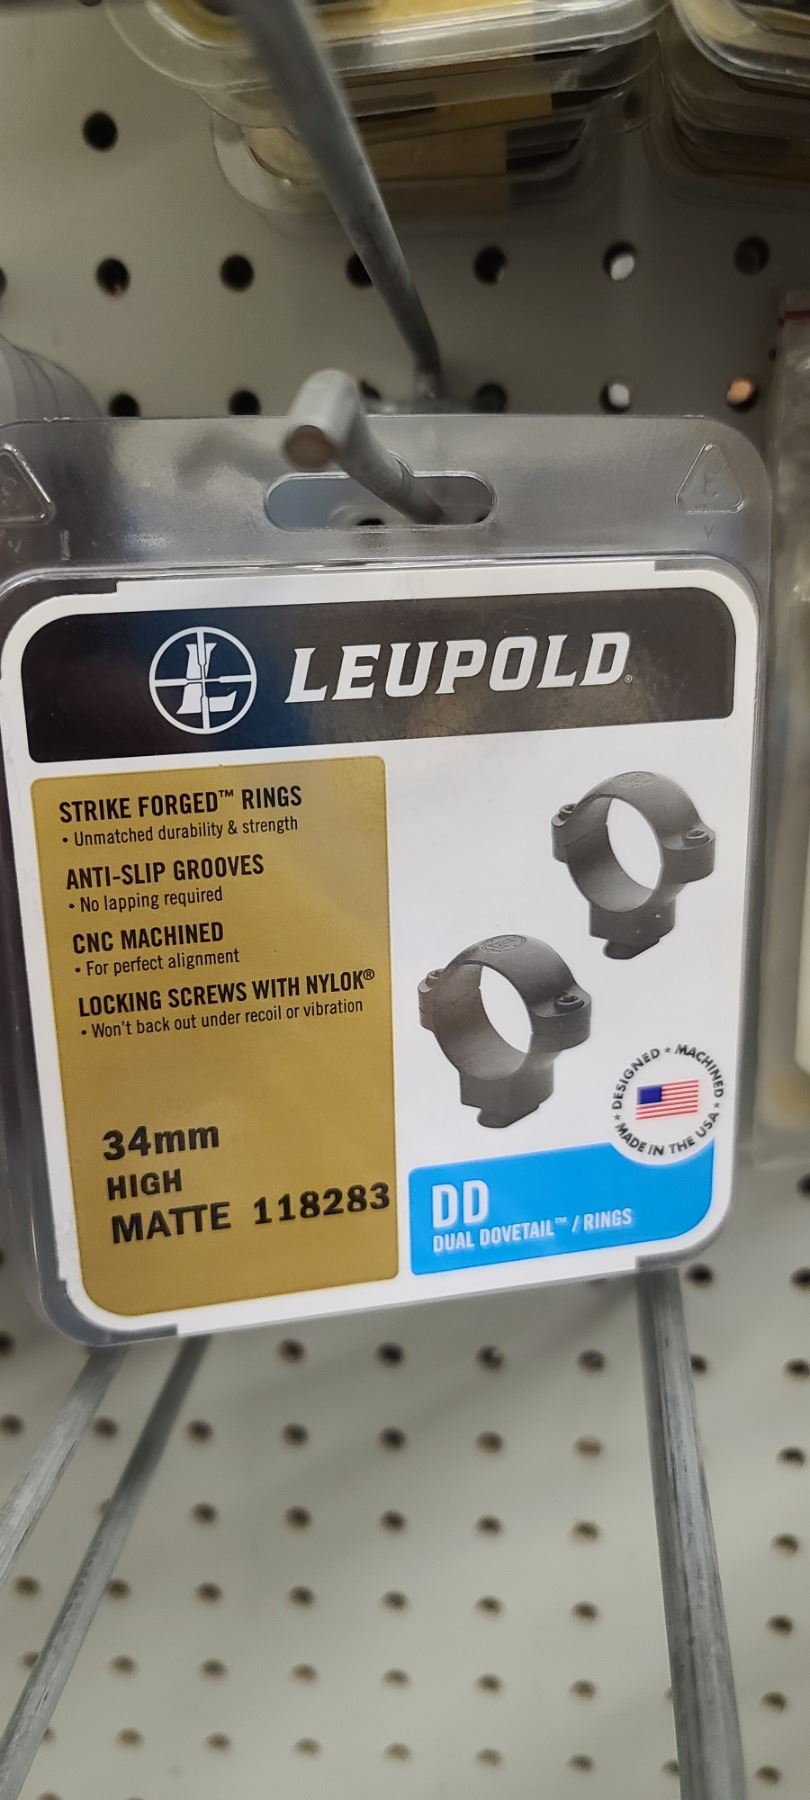 LEUPOLD®
STRIKE FORGED™ RINGS
• Unmatched durability & strength
ANTI-SLIP GROOVES
• No lapping required
CNC MACHINED
• For perfect alignment
LOCKING SCREWS WITH NYLOK®
• Won't back out under recoil or vibration
34mm
HIGH
MATTE 118283
DESIGNED ★ MACHINED
★ MADE IN THE USA ★
DD
DUAL DOVETAIL™ / RINGS